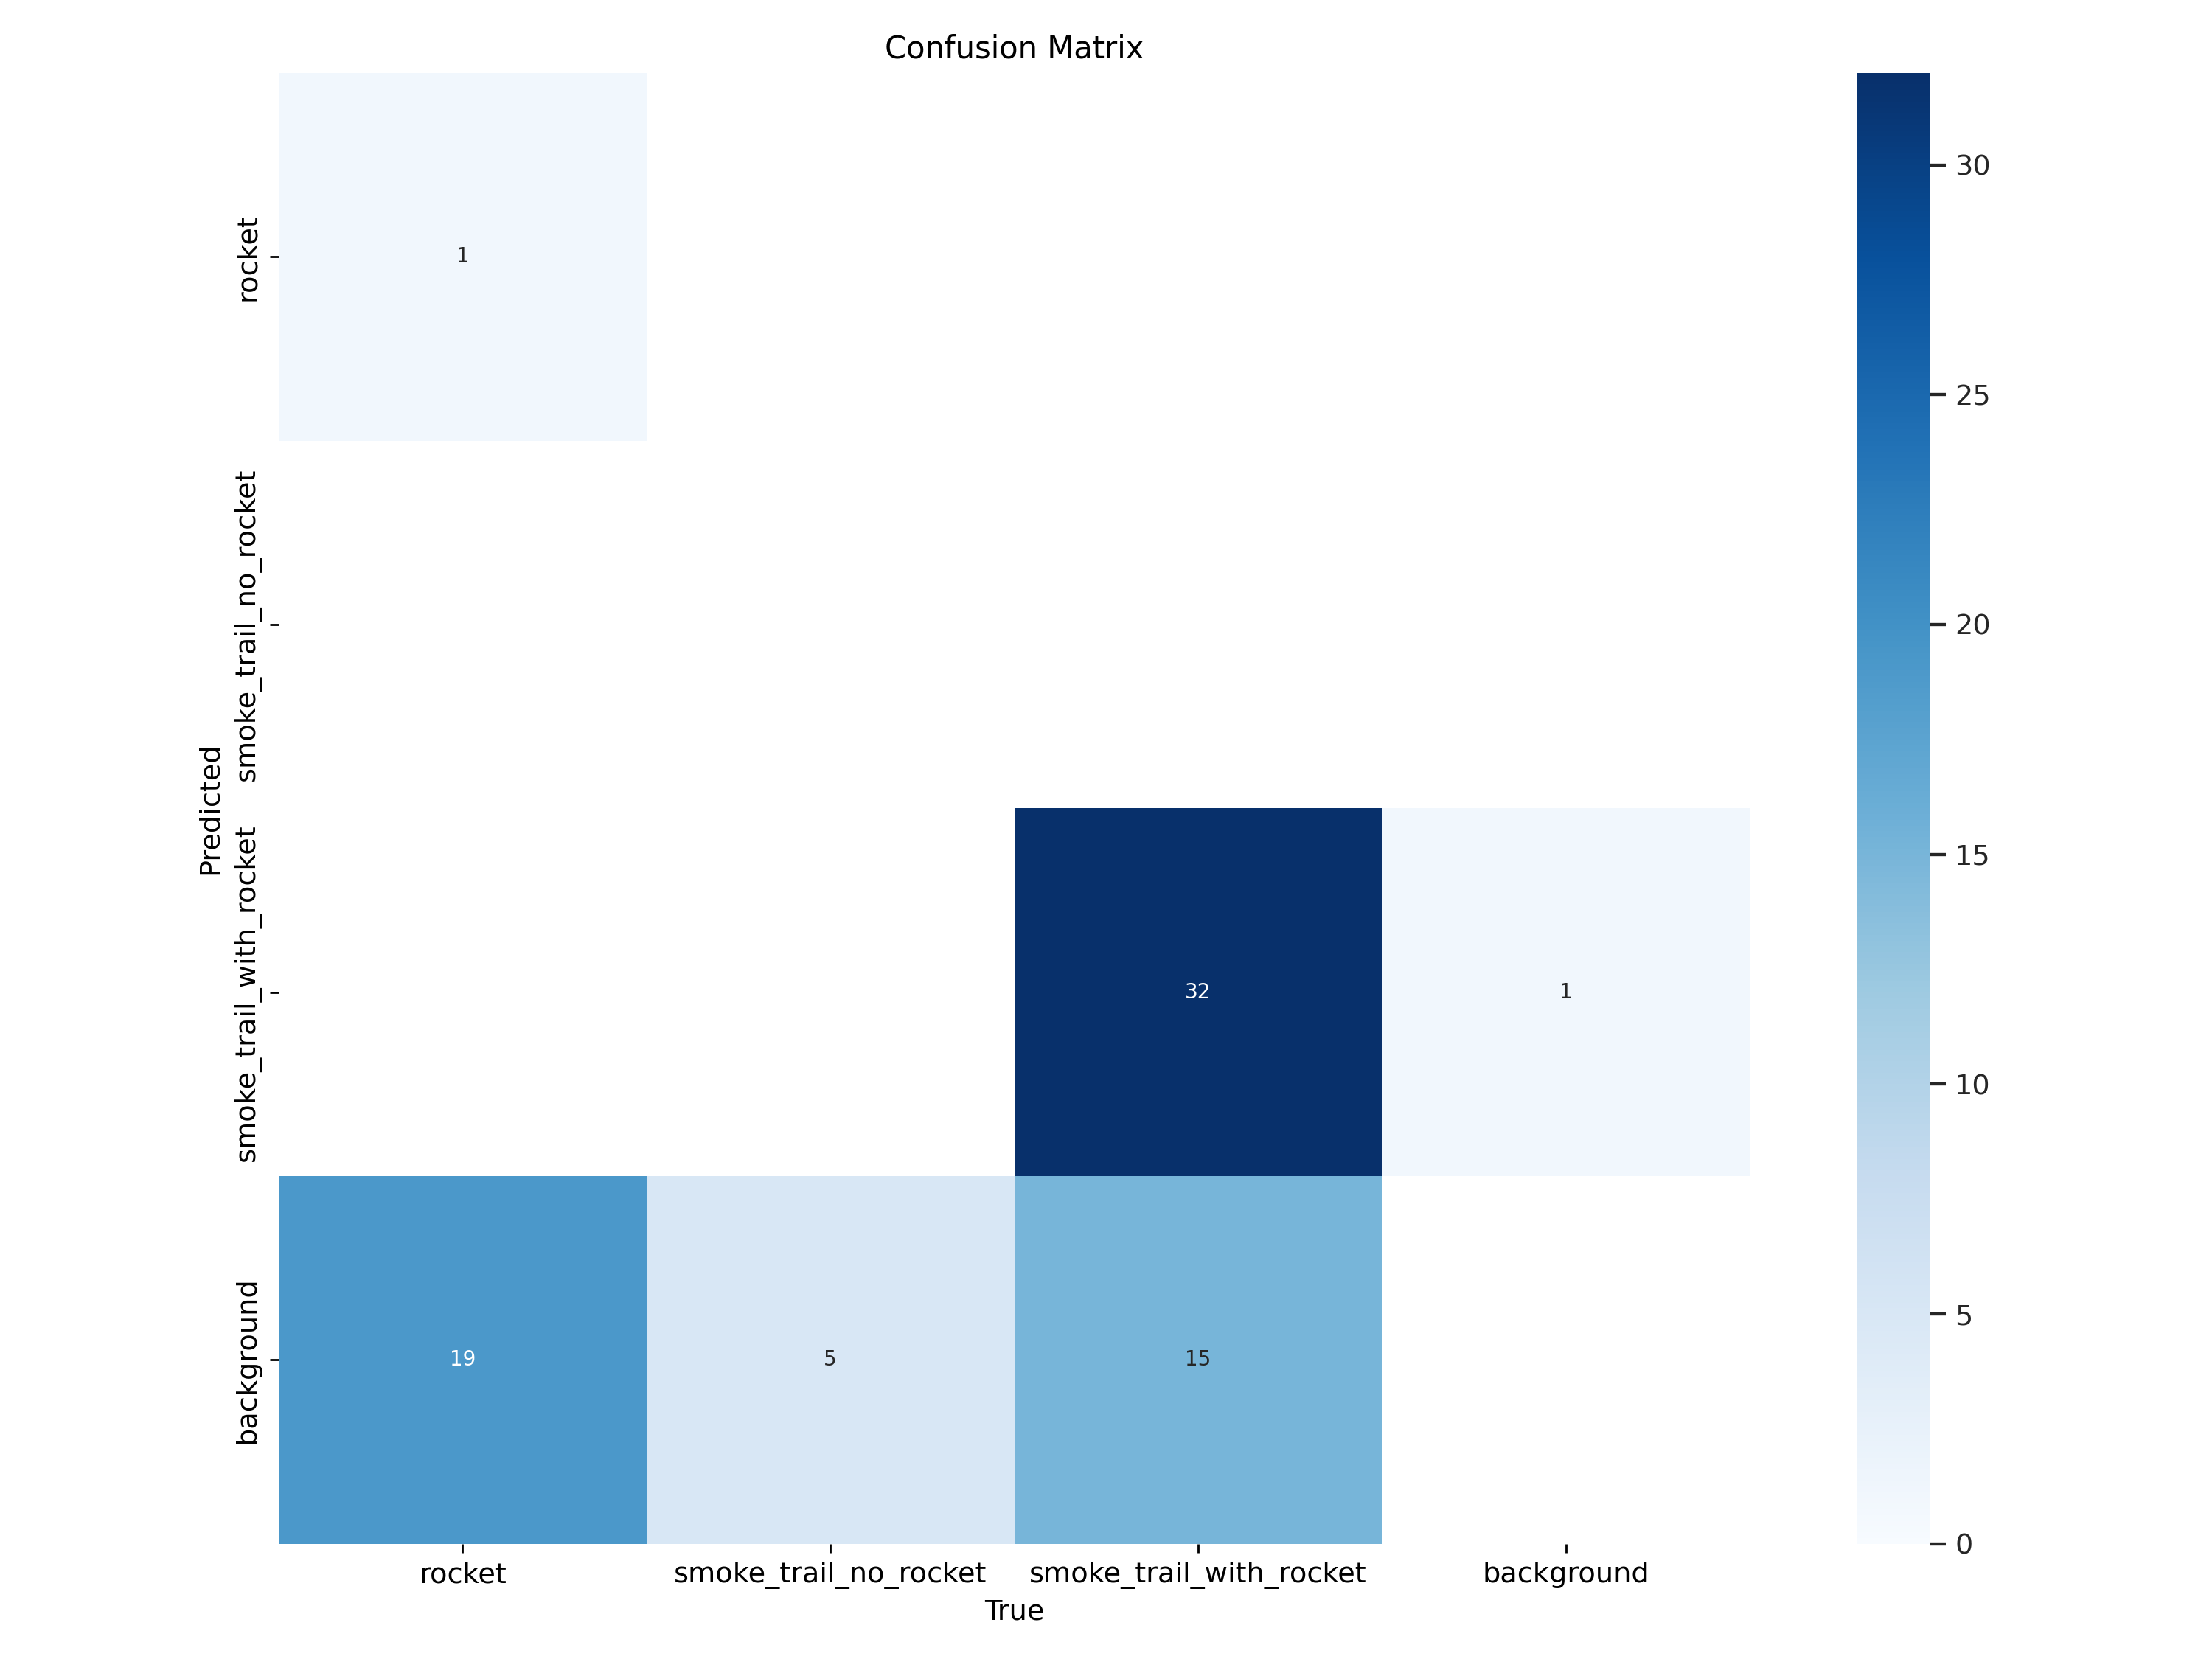 Confusion Matrix
Predicted
rocket
smoke_trail_no_rocket
smoke_trail_with_rocket
background
1
32
1
19
5
15
rocket
smoke_trail_no_rocket
smoke_trail_with_rocket
background
True
30
25
20
15
10
5
0